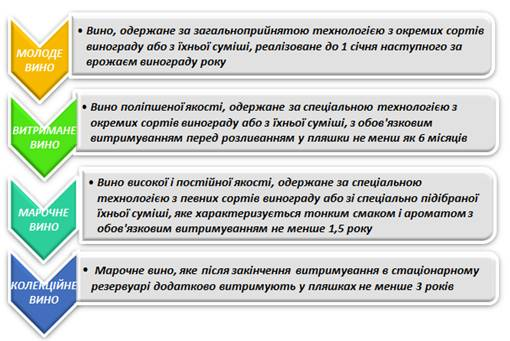 МОЛОДЕ
ВИНО
• Вино, одержане за загальноприйнятою технологією з окремих сортів
винограду або з їхньої суміші, реалізоване до 1 січня наступного за
врожаєм винограду року
ВИТРИМАНЕ
ВИНО
• Вино поліпшеної якості, одержане за спеціальною технологією з
окремих сортів винограду або з їхньої суміші, з обов'язковим
витримуванням перед розливанням у пляшки не менш як 6 місяців
МАРОЧНЕ
ВИНО
• Вино високої і постійної якості, одержане за спеціальною
технологією з певних сортів винограду або зі спеціально підібраної
їхньої суміші, яке характеризується тонким смаком і ароматом з
обов'язковим витримуванням не менше 1,5 року
КОЛЕКЦІЙНЕ
ВИНО
• Марочне вино, яке після закінчення витримування в стаціонарному
резервуарі додатково витримують у пляшках не менше 3 років